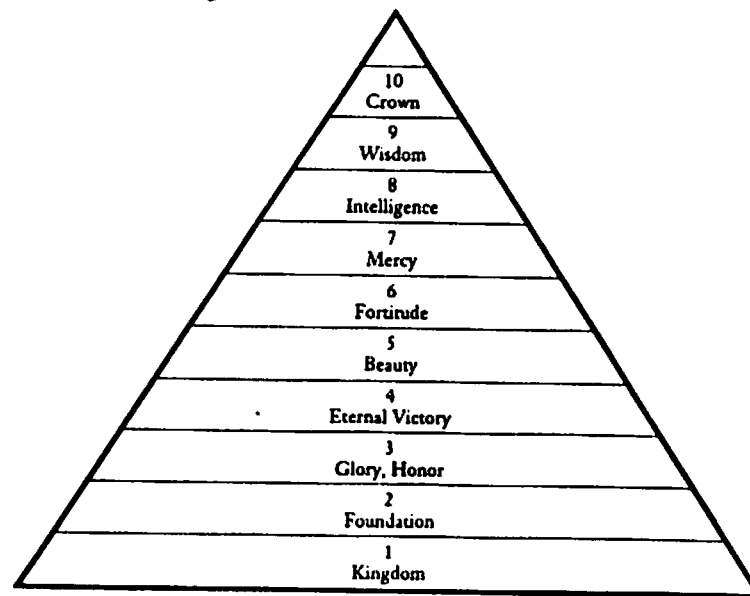 10
Crown
9
Wisdom
8
Intelligence
7
Mercy
6
Fortitude
5
Beauty
4
Eternal Victory
3
Glory, Honor
2
Foundation
1
Kingdom